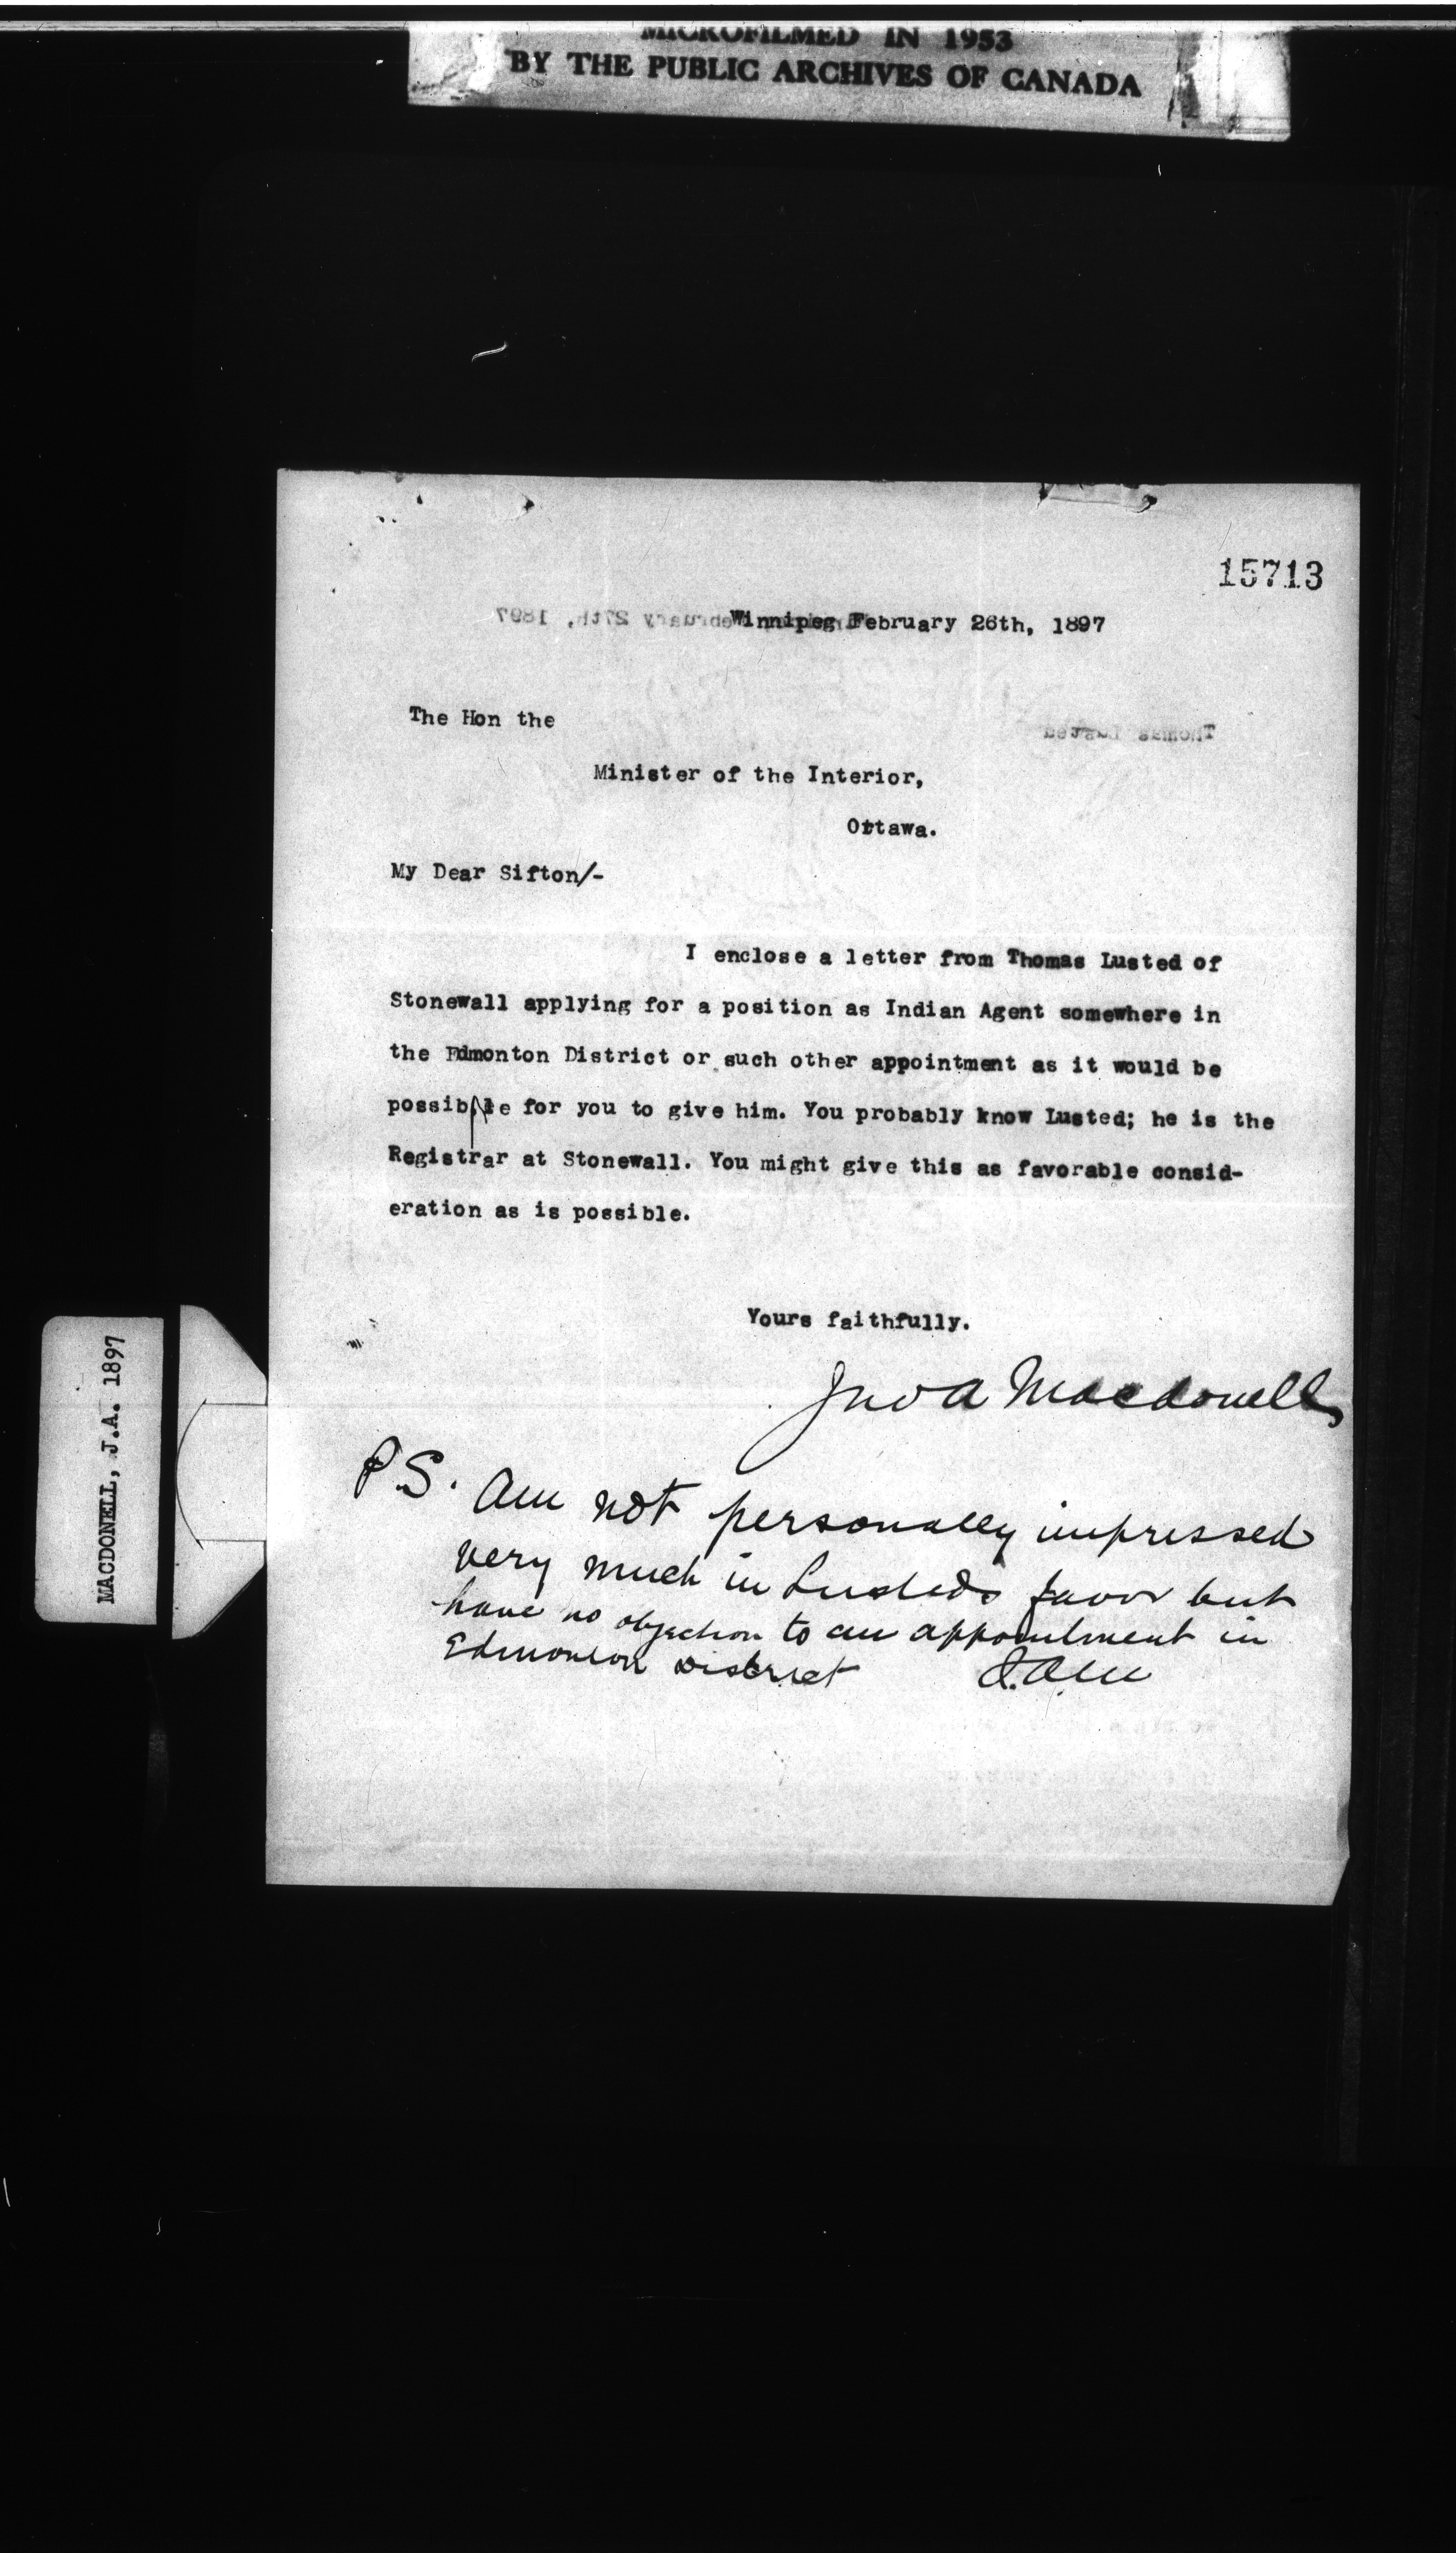 MICROFILMED IN 1953
BY THE PUBLIC ARCHIVES OF CANADA
15713
Winnipeg February 26th, 1897
The Hon the
Thomas Lusted
Minister of the Interior,
Ottawa.
My Dear Sifton/-
I enclose a letter from Thomas Lusted of
Stonewall applying for a position as Indian Agent somewhere in
the Edmonton District or such other appointment as it would be
possible for you to give him. You probably know Lusted; he is the
Registrar at Stonewall. You might give this as favorable consid-
eration as is possible.
Yours faithfully.
Jno A Macdonell
P.S. Am not personally impressed
very much in Lusteds favor but
have no objection to an appointment in
Edmonton District J.A.M
MACDONELL, J.A. 1897